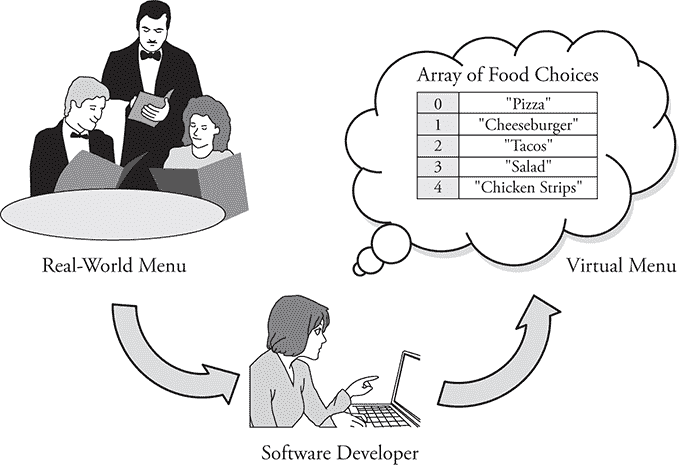 Array of Food Choices
0 "Pizza"
1 "Cheeseburger"
2 "Tacos"
3 "Salad"
4 "Chicken Strips"
Real-World Menu
Virtual Menu
Software Developer